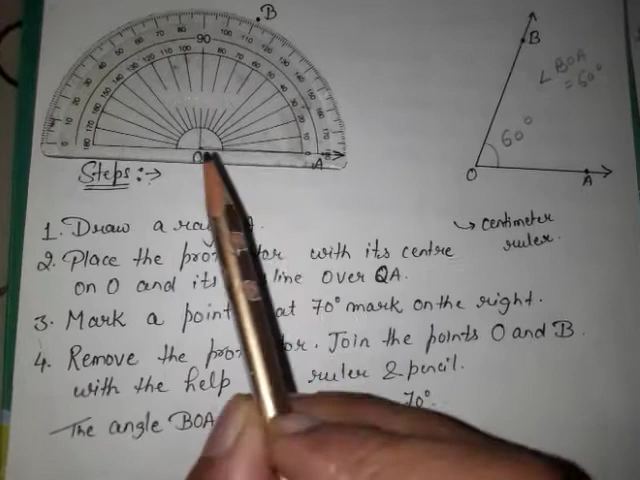 B
90
O
A
B
∠BOA
= 60°
60°
O
A
Steps :→
1. Draw a ray A.
↳ centimeter
ruler.
2. Place the with its centre
on O and its line over OA.
3. Mark a point at 70° mark on the right.
4. Remove the . Join the points O and B
with the help ruler & pencil.
The angle BOA 70°.